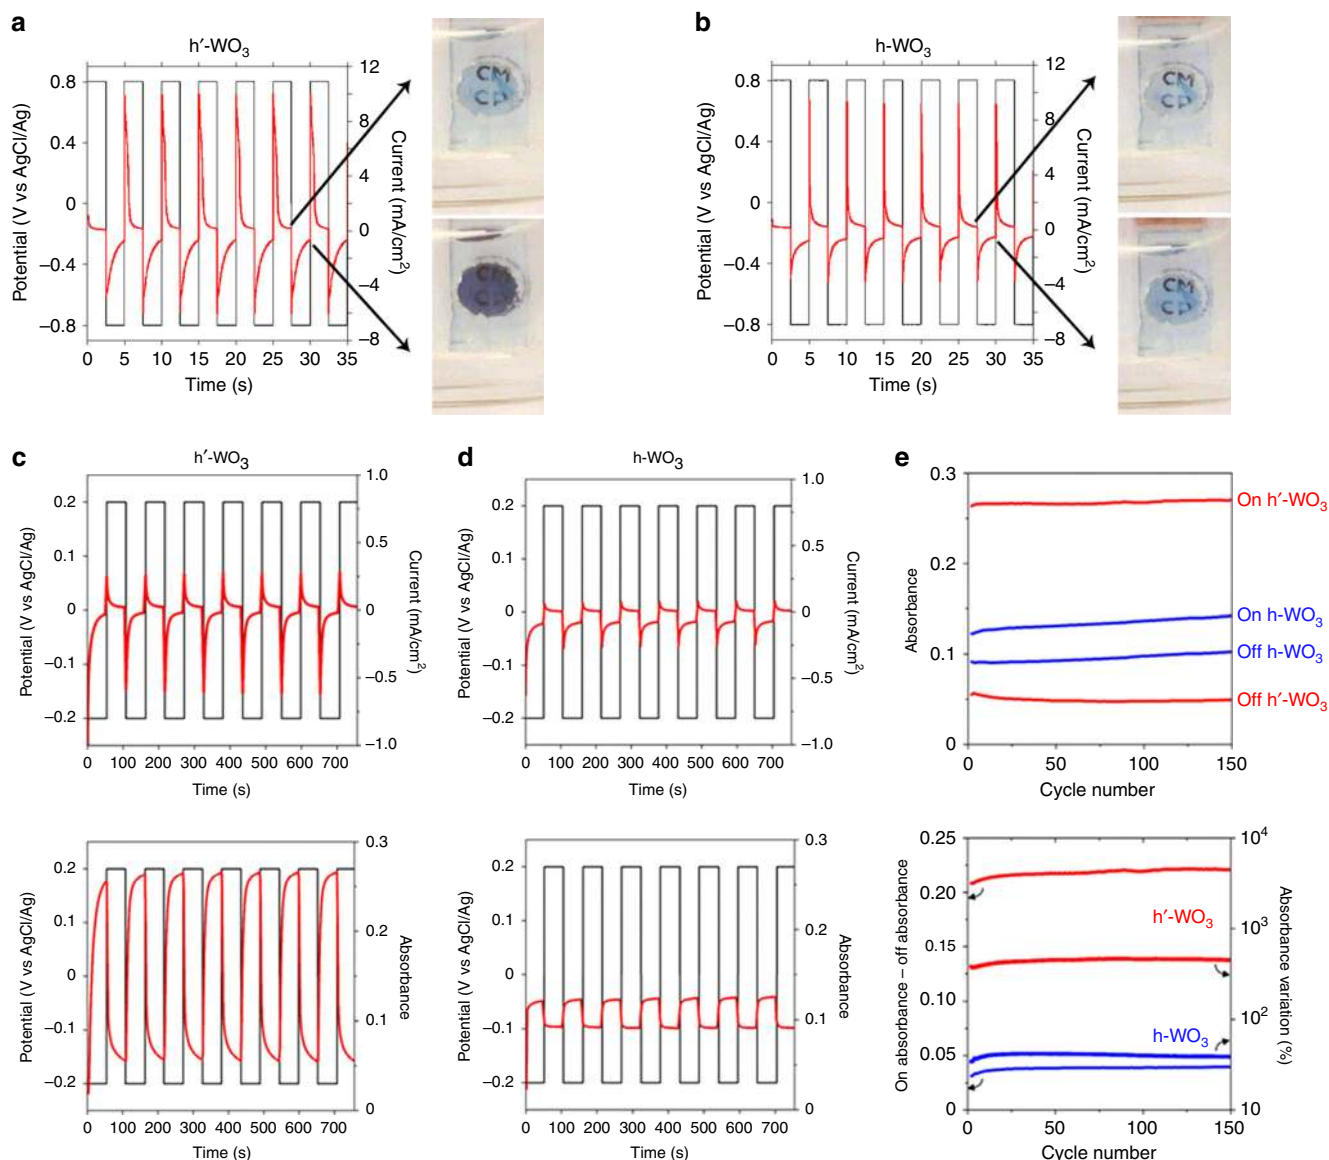 a
h′-WO3
0.8
0.4
0
–0.4
–0.8
Potential (V vs AgCl/Ag)
12
8
4
0
–4
–8
Current (mA/cm2)
0 5 10 15 20 25 30 35
Time (s)
CM
CP
CM
b
h-WO3
0.8
0.4
0
–0.4
–0.8
Potential (V vs AgCl/Ag)
12
8
4
0
–4
–8
Current (mA/cm2)
0 5 10 15 20 25 30 35
Time (s)
CM
CP
CM
CP
c
h′-WO3
0.2
0.1
0
–0.1
–0.2
Potential (V vs AgCl/Ag)
1.0
0.5
0
–0.5
–1.0
Current (mA/cm2)
0 100 200 300 400 500 600 700
Time (s)
0.2
0.1
0
–0.1
–0.2
Potential (V vs AgCl/Ag)
0.3
0.2
0.1
0
Absorbance
0 100 200 300 400 500 600 700
Time (s)
d
h-WO3
0.2
0.1
0
–0.1
–0.2
Potential (V vs AgCl/Ag)
1.0
0.5
0
–0.5
–1.0
Current (mA/cm2)
0 100 200 300 400 500 600 700
Time (s)
0.2
0.1
0
–0.1
–0.2
Potential (V vs AgCl/Ag)
0.3
0.2
0.1
0
Absorbance
0 100 200 300 400 500 600 700
Time (s)
e
0.3
0.2
0.1
0
Absorbance
On h′-WO3
On h-WO3
Off h-WO3
Off h′-WO3
0 50 100 150
Cycle number
0.25
0.20
0.15
0.10
0.05
0
On absorbance – off absorbance
h′-WO3
h-WO3
104
103
102
10
Absorbance variation (%)
0 50 100 150
Cycle number